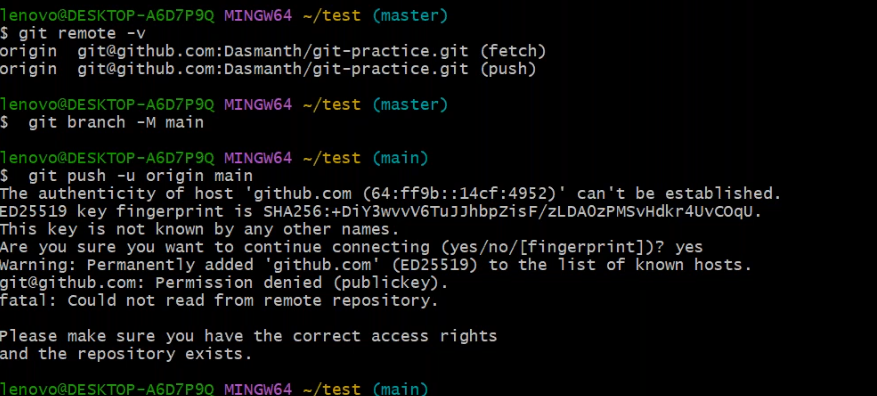 lenovo@DESKTOP-A6D7P9Q MINGW64 ~/test (master)
$ git remote -v
origin  git@github.com:Dasmanth/git-practice.git (fetch)
origin  git@github.com:Dasmanth/git-practice.git (push)
lenovo@DESKTOP-A6D7P9Q MINGW64 ~/test (master)
$  git branch -M main
lenovo@DESKTOP-A6D7P9Q MINGW64 ~/test (main)
$  git push -u origin main
The authenticity of host 'github.com (64:ff9b::14cf:4952)' can't be established.
ED25519 key fingerprint is SHA256:+DiY3wvvV6TuJJhbpZisF/zLDA0zPMSvHdkr4UvCOqU.
This key is not known by any other names.
Are you sure you want to continue connecting (yes/no/[fingerprint])? yes
Warning: Permanently added 'github.com' (ED25519) to the list of known hosts.
git@github.com: Permission denied (publickey).
fatal: Could not read from remote repository.
Please make sure you have the correct access rights
and the repository exists.
lenovo@DESKTOP-A6D7P9Q MINGW64 ~/test (main)